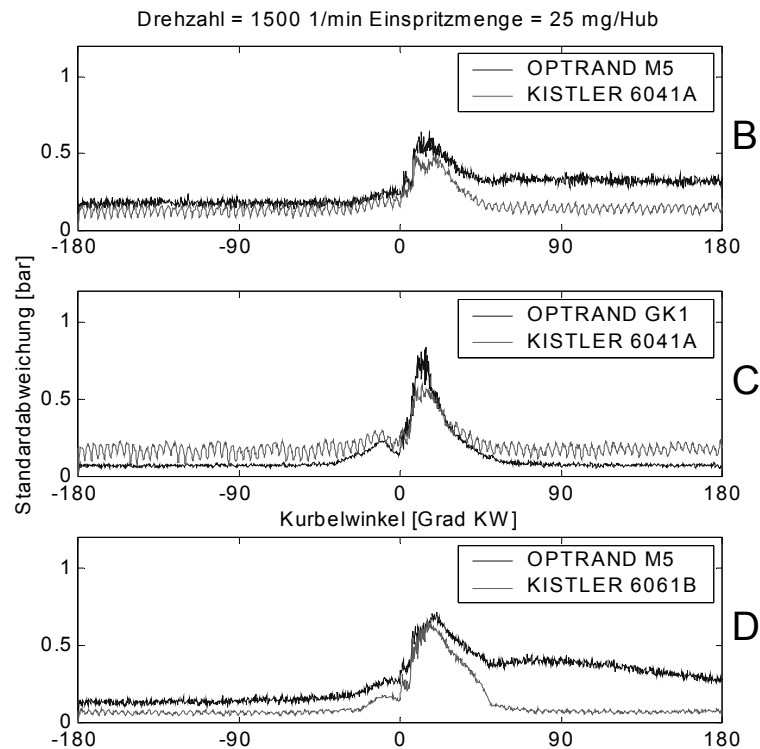 Drehzahl = 1500 1/min Einspritzmenge = 25 mg/Hub
1
0.5
0
OPTRAND M5
KISTLER 6041A
B
-180 -90 0 90 180
Standardabweichung [bar]
1
0.5
0
OPTRAND GK1
KISTLER 6041A
C
-180 -90 0 90 180
Kurbelwinkel [Grad KW]
1
0.5
0
OPTRAND M5
KISTLER 6061B
D
-180 -90 0 90 180